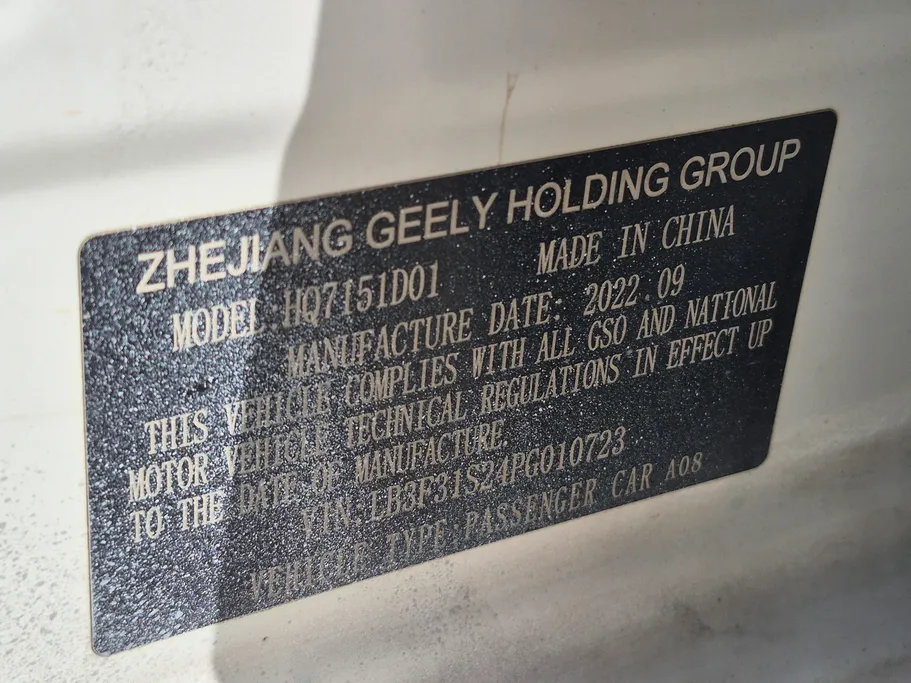 ZHEJIANG GEELY HOLDING GROUP
MODEL:HQ7151D01 MADE IN CHINA
MANUFACTURE DATE: 2022.09
THIS VEHICLE COMPLIES WITH ALL GSO AND NATIONAL
MOTOR VEHICLE TECHNICAL REGULATIONS IN EFFECT UP
TO THE DATE OF MANUFACTURE.
VIN:LB3F31S24PG010723
VEHICLE TYPE:PASSENGER CAR A08